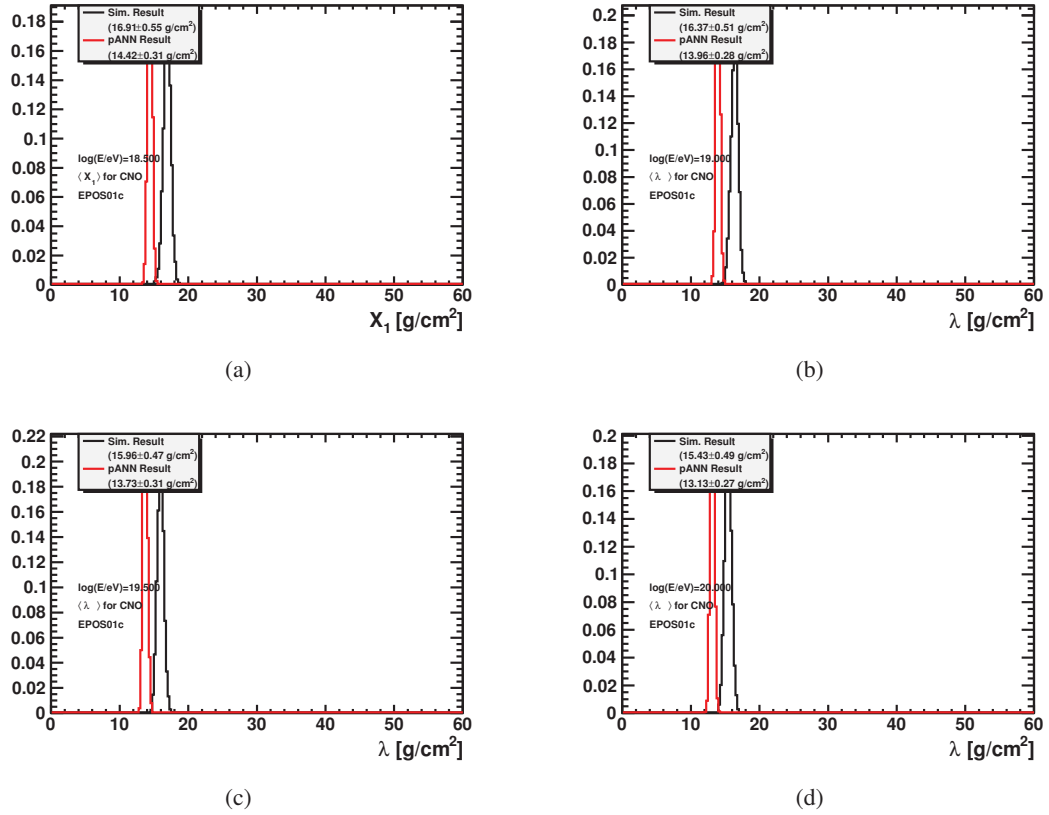 0.18
0.16
0.14
0.12
0.1
0.08
0.06
0.04
0.02
0
Sim. Result
(16.91±0.55 g/cm²)
pANN Result
(14.42±0.31 g/cm²)
log(E/eV)=18.500
⟨ X₁⟩ for CNO
EPOS01c
0 10 20 30 40 50 60
X₁ [g/cm²]
(a)
0.2
0.18
0.16
0.14
0.12
0.1
0.08
0.06
0.04
0.02
0
Sim. Result
(16.37±0.51 g/cm²)
pANN Result
(13.96±0.28 g/cm²)
log(E/eV)=19.000
⟨ λ ⟩ for CNO
EPOS01c
0 10 20 30 40 50 60
λ [g/cm²]
(b)
0.22
0.2
0.18
0.16
0.14
0.12
0.1
0.08
0.06
0.04
0.02
0
Sim. Result
(15.96±0.47 g/cm²)
pANN Result
(13.73±0.31 g/cm²)
log(E/eV)=19.500
⟨ λ ⟩ for CNO
EPOS01c
0 10 20 30 40 50 60
λ [g/cm²]
(c)
0.2
0.18
0.16
0.14
0.12
0.1
0.08
0.06
0.04
0.02
0
Sim. Result
(15.43±0.49 g/cm²)
pANN Result
(13.13±0.27 g/cm²)
log(E/eV)=20.000
⟨ λ ⟩ for CNO
EPOS01c
0 10 20 30 40 50 60
λ [g/cm²]
(d)